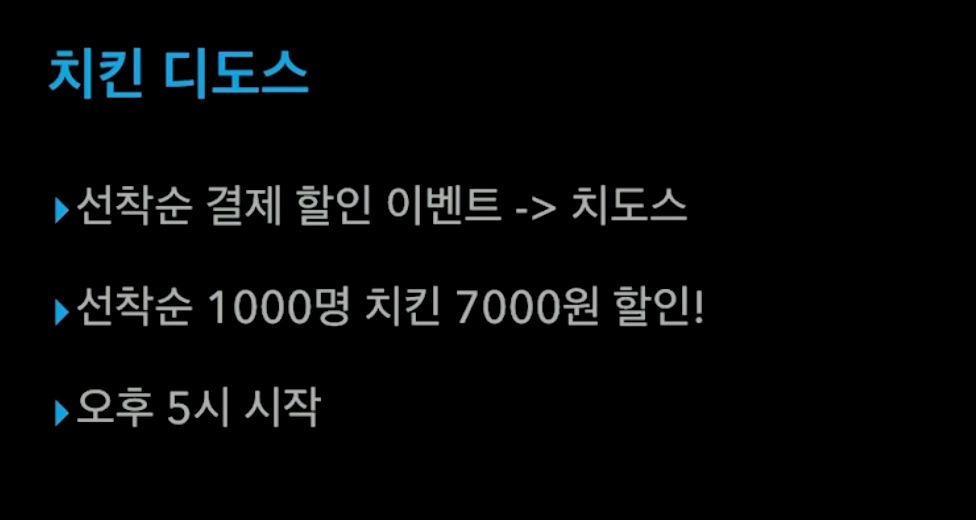 치킨 디도스
선착순 결제 할인 이벤트 -> 치도스
선착순 1000명 치킨 7000원 할인!
오후 5시 시작